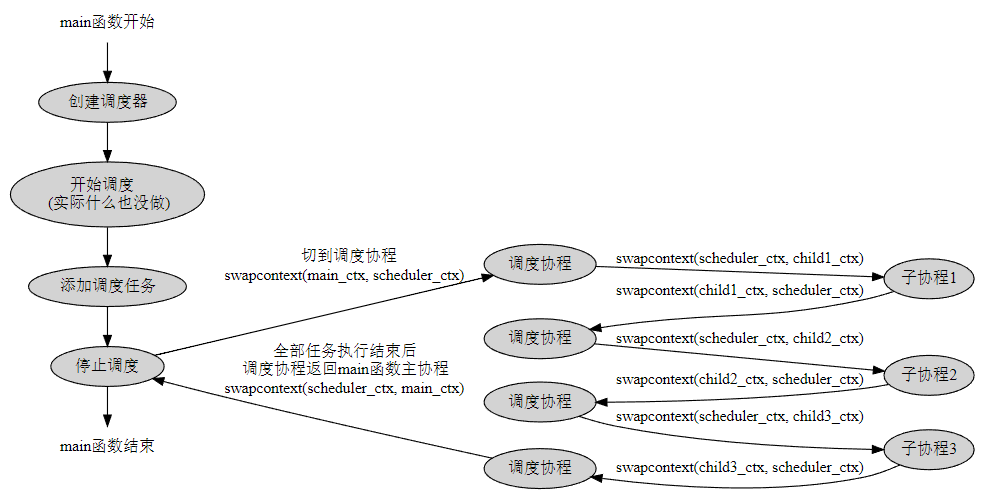 main函数开始
创建调度器
开始调度
(实际什么也没做)
添加调度任务
停止调度
main函数结束
切到调度协程
swapcontext(main_ctx, scheduler_ctx)
全部任务执行结束后
调度协程返回main函数主协程
swapcontext(scheduler_ctx, main_ctx)
调度协程
swapcontext(scheduler_ctx, child1_ctx)
子协程1
swapcontext(child1_ctx, scheduler_ctx)
调度协程
swapcontext(scheduler_ctx, child2_ctx)
子协程2
swapcontext(child2_ctx, scheduler_ctx)
调度协程
swapcontext(scheduler_ctx, child3_ctx)
子协程3
swapcontext(child3_ctx, scheduler_ctx)
调度协程